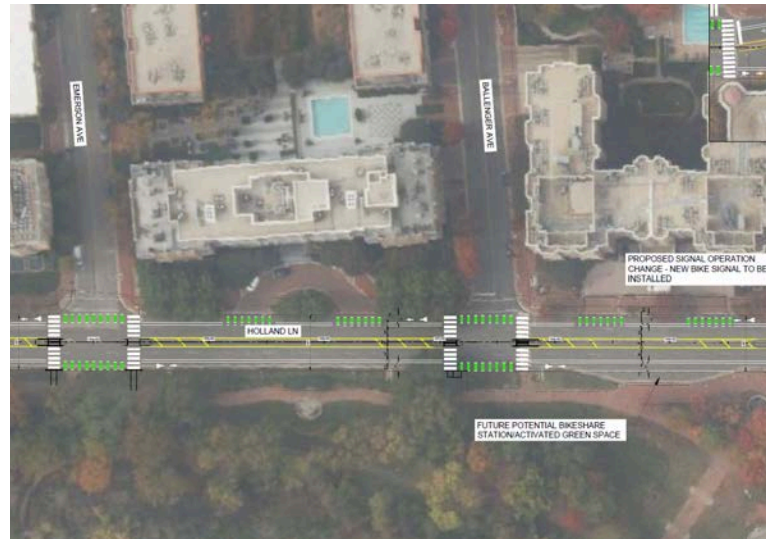 EMERSON AVE
BALLENGER AVE
PROPOSED SIGNAL OPERATION
CHANGE - NEW BIKE SIGNAL TO BE
INSTALLED
HOLLAND LN
FUTURE POTENTIAL BIKESHARE
STATION/ACTIVATED GREEN SPACE